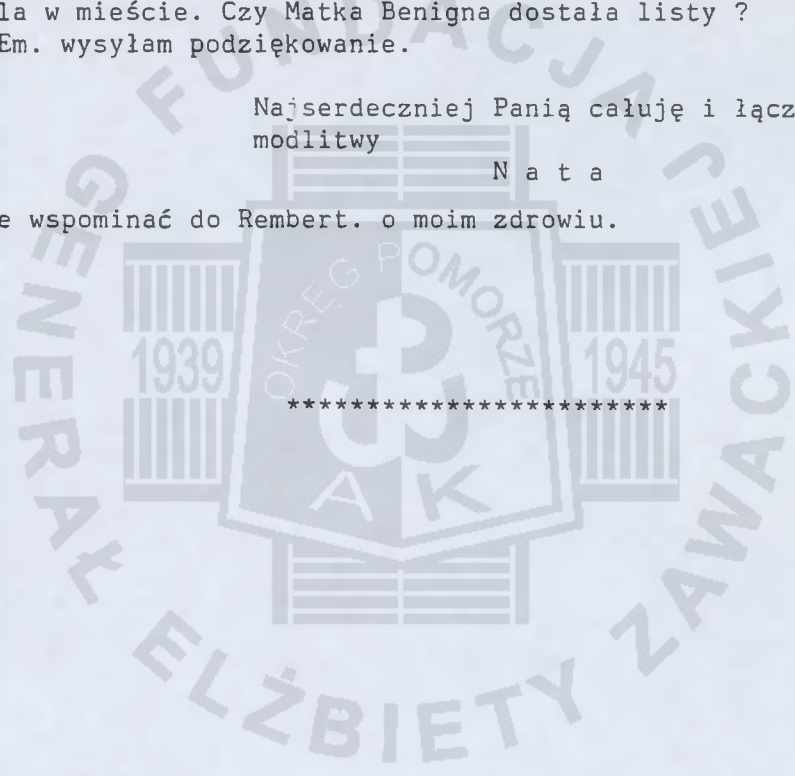 la w mieście. Czy Matka Benigna dostała listy ?
Em. wysyłam podziękowanie.
Najserdeczniej Panią całuję i łącz
modlitwy
N a t a
e wspominać do Rembert. o moim zdrowiu.
************************
FUNDACJA GENERAŁ ELŻBIETY ZAWACKIEJ
OKRĘG POMORZE
1939
1945
AK